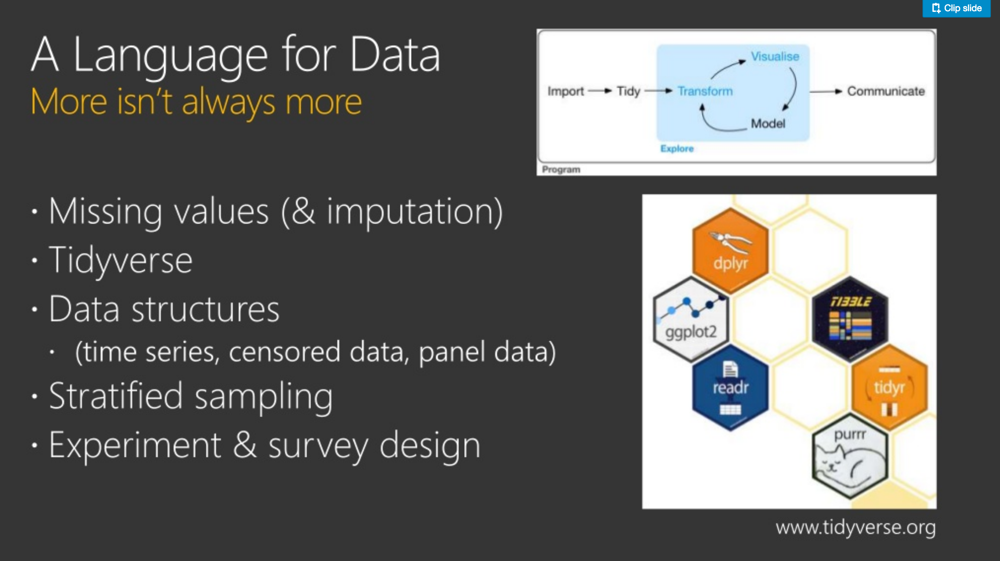 Clip slide
A Language for Data
More isn't always more
• Missing values (& imputation)
• Tidyverse
• Data structures
• (time series, censored data, panel data)
• Stratified sampling
• Experiment & survey design
Visualise
Import Tidy Transform Communicate
Model
Explore
Program
dplyr
TIBBLE
ggplot2
readr
tidyr
purrr
www.tidyverse.org